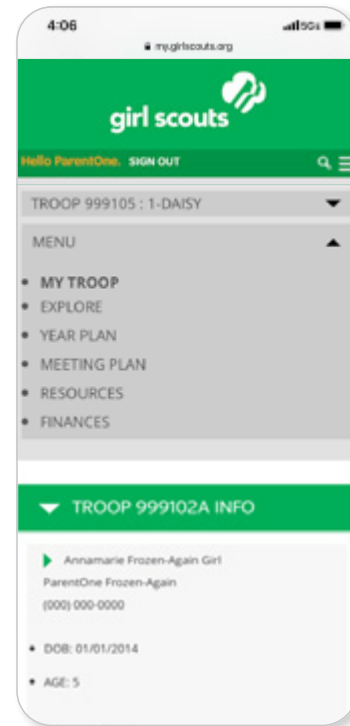 4:06
5G
my.girlscouts.org
girl scouts
Hello ParentOne. SIGN OUT
TROOP 999105 : 1-DAISY
MENU
MY TROOP
EXPLORE
YEAR PLAN
MEETING PLAN
RESOURCES
FINANCES
TROOP 999102A INFO
Annamarie Frozen-Again Girl
ParentOne Frozen-Again
(000) 000-0000
DOB: 01/01/2014
AGE: 5